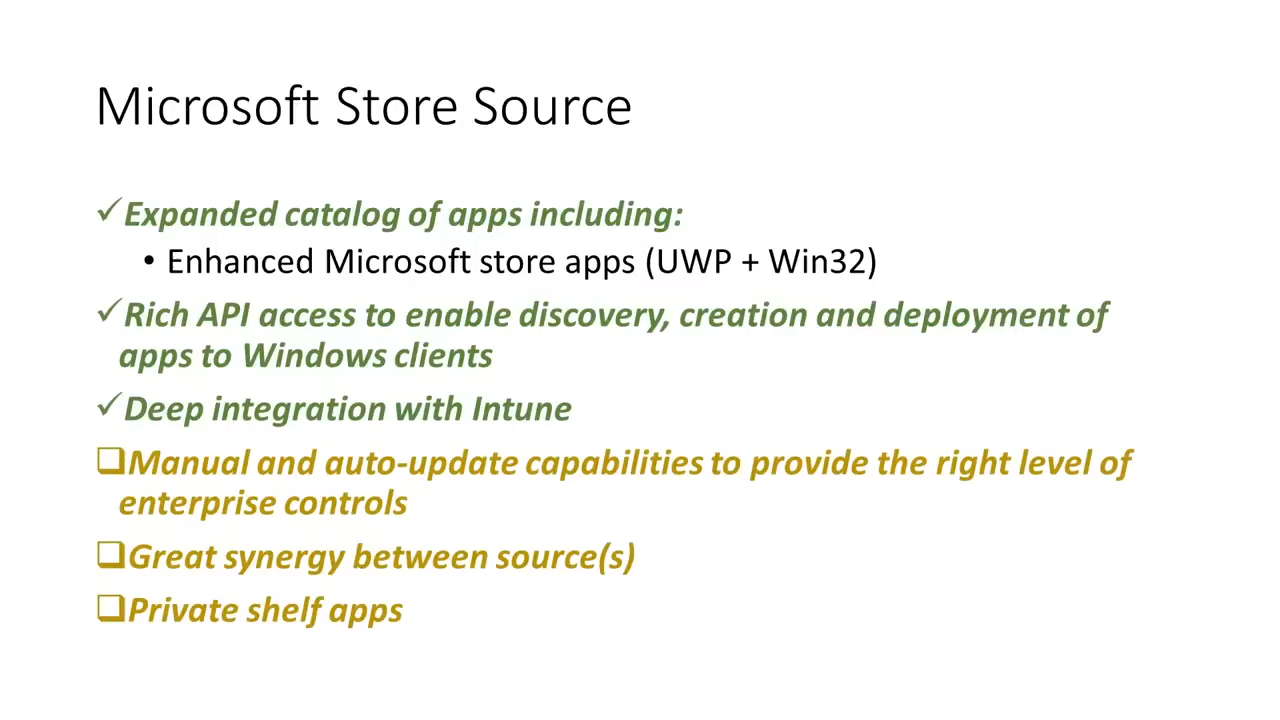 Microsoft Store Source
✓Expanded catalog of apps including:
• Enhanced Microsoft store apps (UWP + Win32)
✓Rich API access to enable discovery, creation and deployment of
apps to Windows clients
✓Deep integration with Intune
❑Manual and auto-update capabilities to provide the right level of
enterprise controls
❑Great synergy between source(s)
❑Private shelf apps